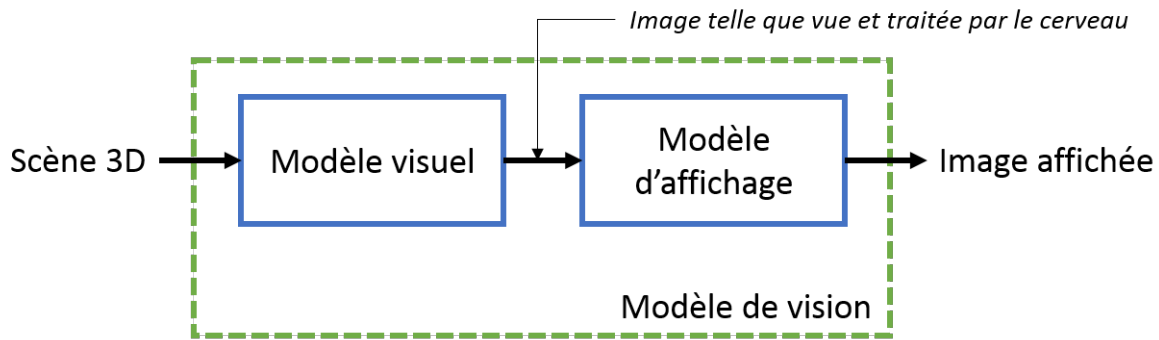 Image telle que vue et traitée par le cerveau
Scène 3D
Modèle visuel
Modèle
d'affichage
Image affichée
Modèle de vision